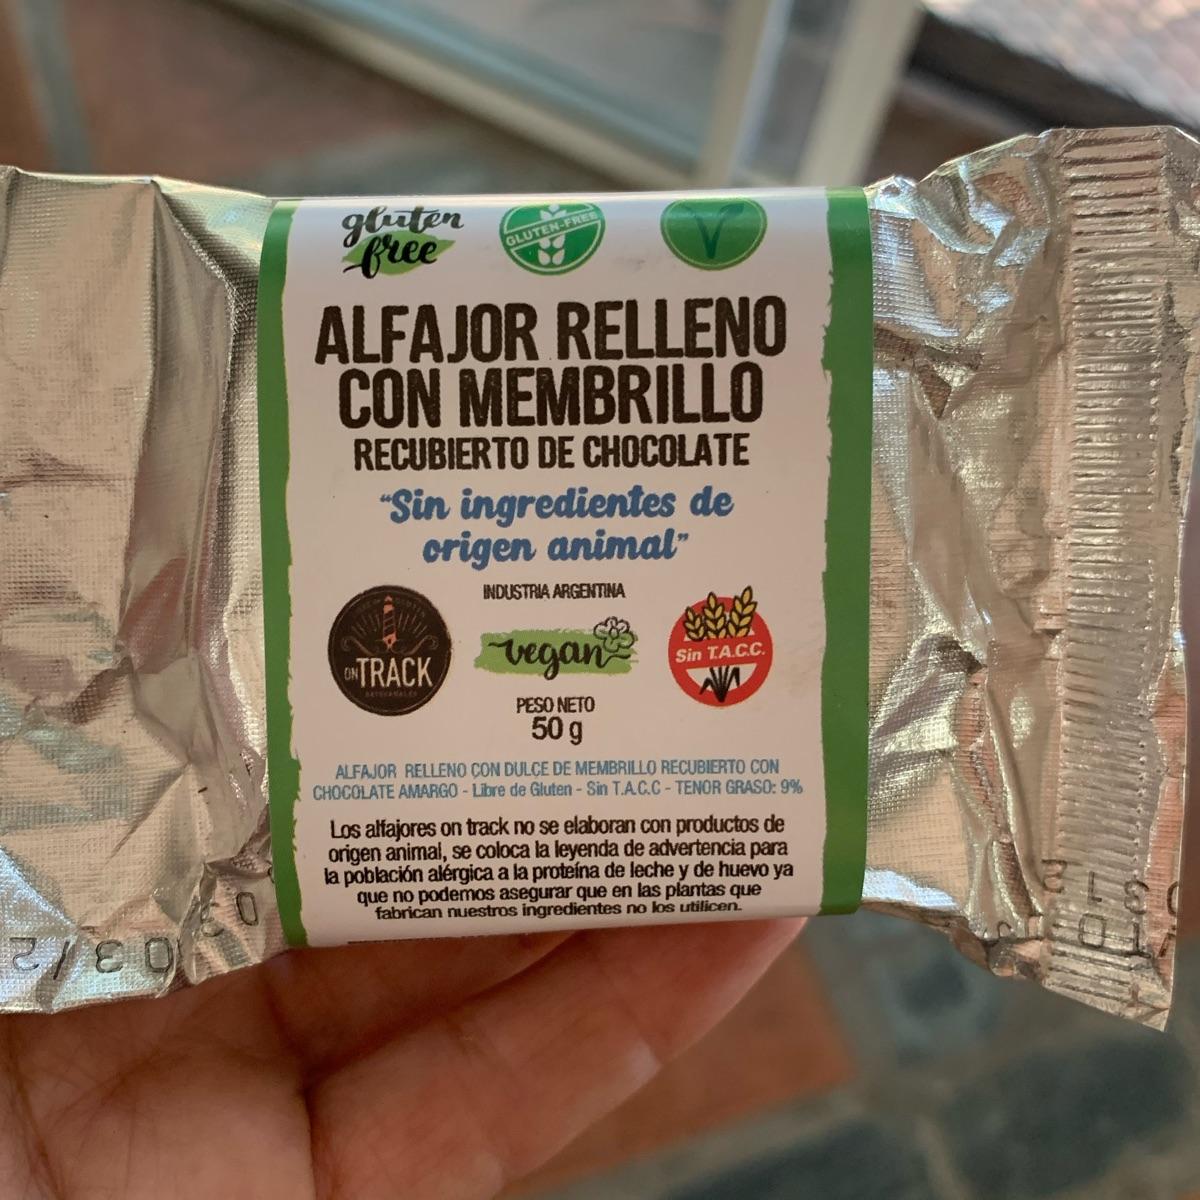 gluten
free
GLUTEN-FREE
ALFAJOR RELLENO
CON MEMBRILLO
RECUBIERTO DE CHOCOLATE
“Sin ingredientes de
origen animal”
INDUSTRIA ARGENTINA
ON TRACK
vegan
Sin T.A.C.C.
PESO NETO
50 g
ALFAJOR RELLENO CON DULCE DE MEMBRILLO RECUBIERTO CON
CHOCOLATE AMARGO - Libre de Gluten - Sin T.A.C.C - TENOR GRASO: 9%
Los alfajores on track no se elaboran con productos de
origen animal, se coloca la leyenda de advertencia para
la población alérgica a la proteína de leche y de huevo ya
que no podemos asegurar que en las plantas que
fabrican nuestros ingredientes no los utilicen.